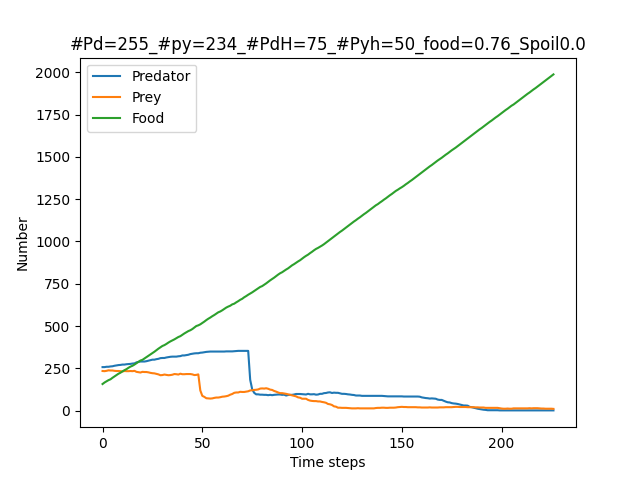 #Pd=255_#py=234_#PdH=75_#Pyh=50_food=0.76_Spoil0.0
Predator
Prey
Food
Number
2000
1750
1500
1250
1000
750
500
250
0
0 50 100 150 200
Time steps